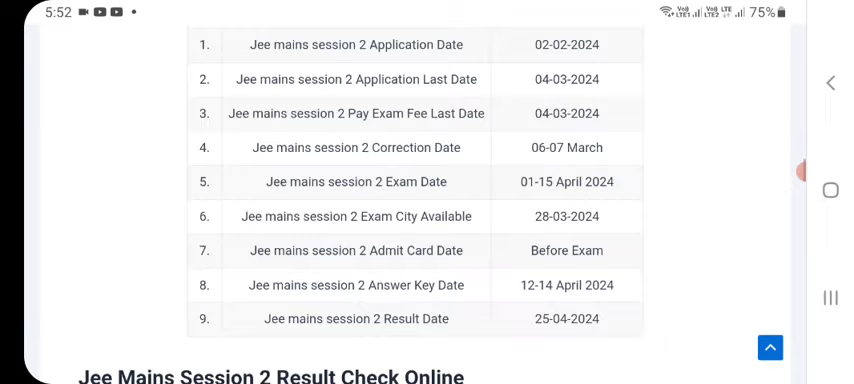 5:52
Vo) LTE1 Vo) LTE LTE2 75%
1. Jee mains session 2 Application Date 02-02-2024
2. Jee mains session 2 Application Last Date 04-03-2024
3. Jee mains session 2 Pay Exam Fee Last Date 04-03-2024
4. Jee mains session 2 Correction Date 06-07 March
5. Jee mains session 2 Exam Date 01-15 April 2024
6. Jee mains session 2 Exam City Available 28-03-2024
7. Jee mains session 2 Admit Card Date Before Exam
8. Jee mains session 2 Answer Key Date 12-14 April 2024
9. Jee mains session 2 Result Date 25-04-2024
Jee Mains Session 2 Result Check Online